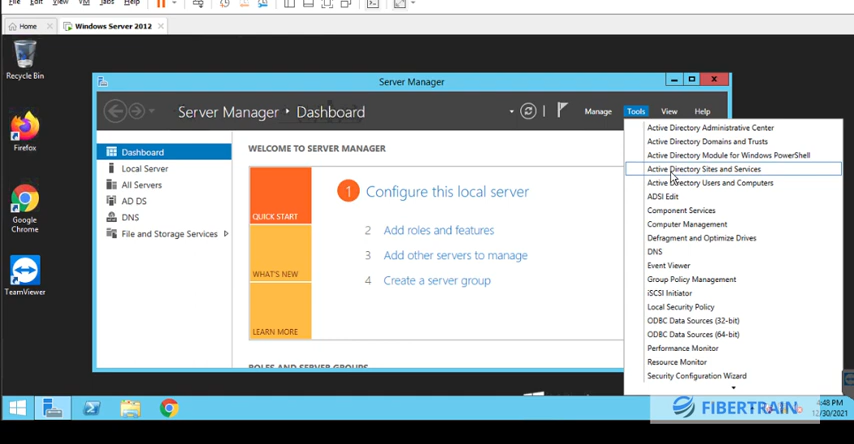 File Edit View VM Tabs Help
Home
Windows Server 2012
Recycle Bin
Firefox
Google
Chrome
TeamViewer
Server Manager
Server Manager • Dashboard
Manage
Tools
View
Help
Dashboard
Local Server
All Servers
AD DS
DNS
File and Storage Services
WELCOME TO SERVER MANAGER
QUICK START
WHAT'S NEW
LEARN MORE
1 Configure this local server
2 Add roles and features
3 Add other servers to manage
4 Create a server group
ROLES AND SERVER GROUPS
Active Directory Administrative Center
Active Directory Domains and Trusts
Active Directory Module for Windows PowerShell
Active Directory Sites and Services
Active Directory Users and Computers
ADSI Edit
Component Services
Computer Management
Defragment and Optimize Drives
DNS
Event Viewer
Group Policy Management
iSCSI Initiator
Local Security Policy
ODBC Data Sources (32-bit)
ODBC Data Sources (64-bit)
Performance Monitor
Resource Monitor
Security Configuration Wizard
4:48 PM
12/30/2021
FIBERTRAIN